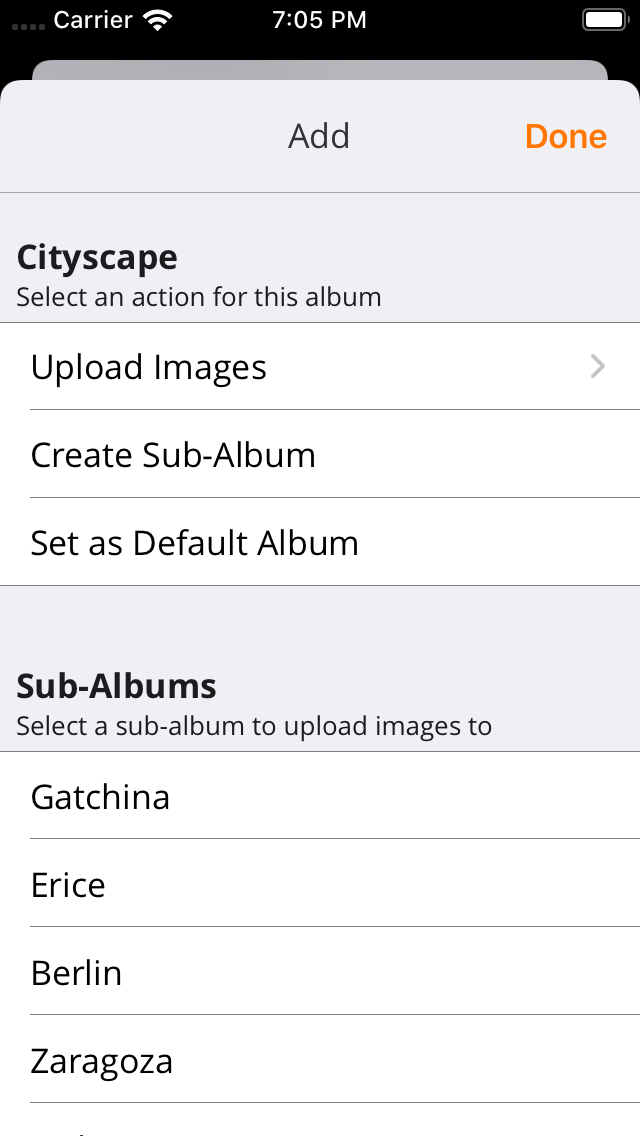 Carrier 7:05 PM
Add Done
Cityscape
Select an action for this album
Upload Images
Create Sub-Album
Set as Default Album
Sub-Albums
Select a sub-album to upload images to
Gatchina
Erice
Berlin
Zaragoza